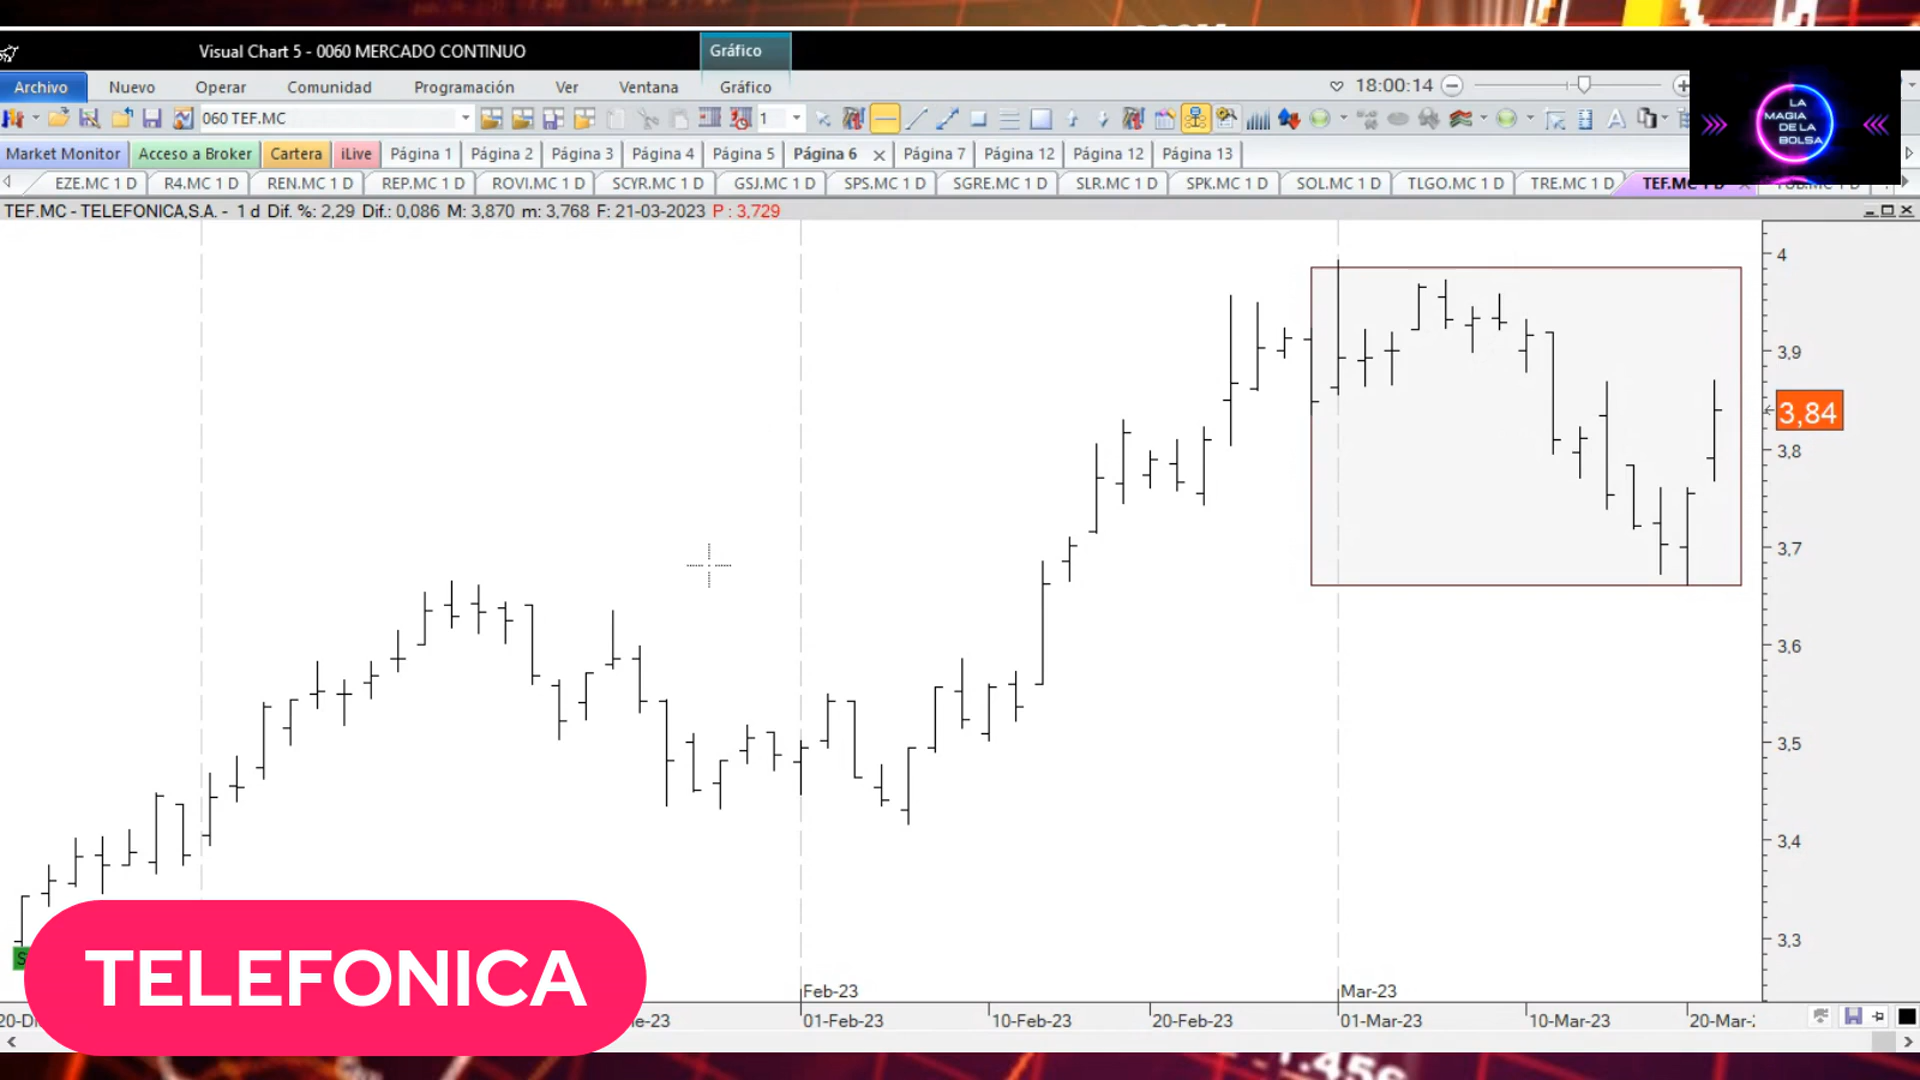 Visual Chart 5 - 0060 MERCADO CONTINUO
Gráfico
Archivo Nuevo Operar Comunidad Programación Ver Ventana Gráfico 18:00:14
060 TEF.MC 1
LA
MAGIA
DE LA
BOLSA
Market Monitor Acceso a Broker Cartera iLive Página 1 Página 2 Página 3 Página 4 Página 5 Página 6 Página 7 Página 12 Página 12 Página 13
EZE.MC 1 D R4.MC 1 D REN.MC 1 D REP.MC 1 D ROVI.MC 1 D SCYR.MC 1 D GSJ.MC 1 D SPS.MC 1 D SGRE.MC 1 D SLR.MC 1 D SPK.MC 1 D SOL.MC 1 D TLGO.MC 1 D TRE.MC 1 D TEF.MC 1 D
TEF.MC - TELEFONICA,S.A. - 1 d Dif. %: 2,29 Dif.: 0,086 M: 3,870 m: 3,768 F: 21-03-2023 P : 3,729
4
3,9
3,84
3,8
3,7
3,6
3,5
3,4
3,3
S
TELEFONICA
Feb-23 Mar-23
20-D e-23 01-Feb-23 10-Feb-23 20-Feb-23 01-Mar-23 10-Mar-23 20-Mar-